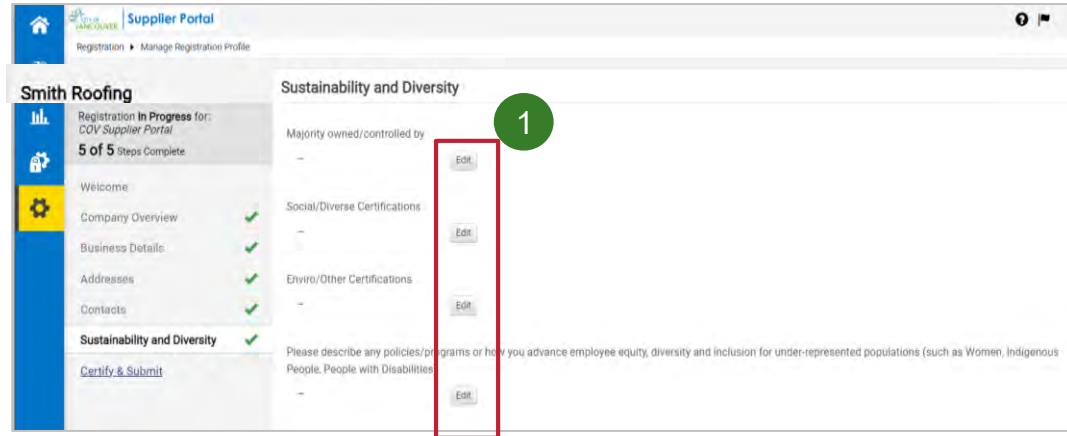 CITY OF VANCOUVER Supplier Portal
Registration ▸ Manage Registration Profile
Smith Roofing
Registration In Progress for:
COV Supplier Portal
5 of 5 Steps Complete
Welcome
Company Overview
Business Details
Addresses
Contacts
Sustainability and Diversity
Certify & Submit
Sustainability and Diversity
1
Majority owned/controlled by
–
Edit
Social/Diverse Certifications
–
Edit
Enviro/Other Certifications
–
Edit
Please describe any policies/programs or how you advance employee equity, diversity and inclusion for under-represented populations (such as Women, Indigenous
People, People with Disabilities
–
Edit